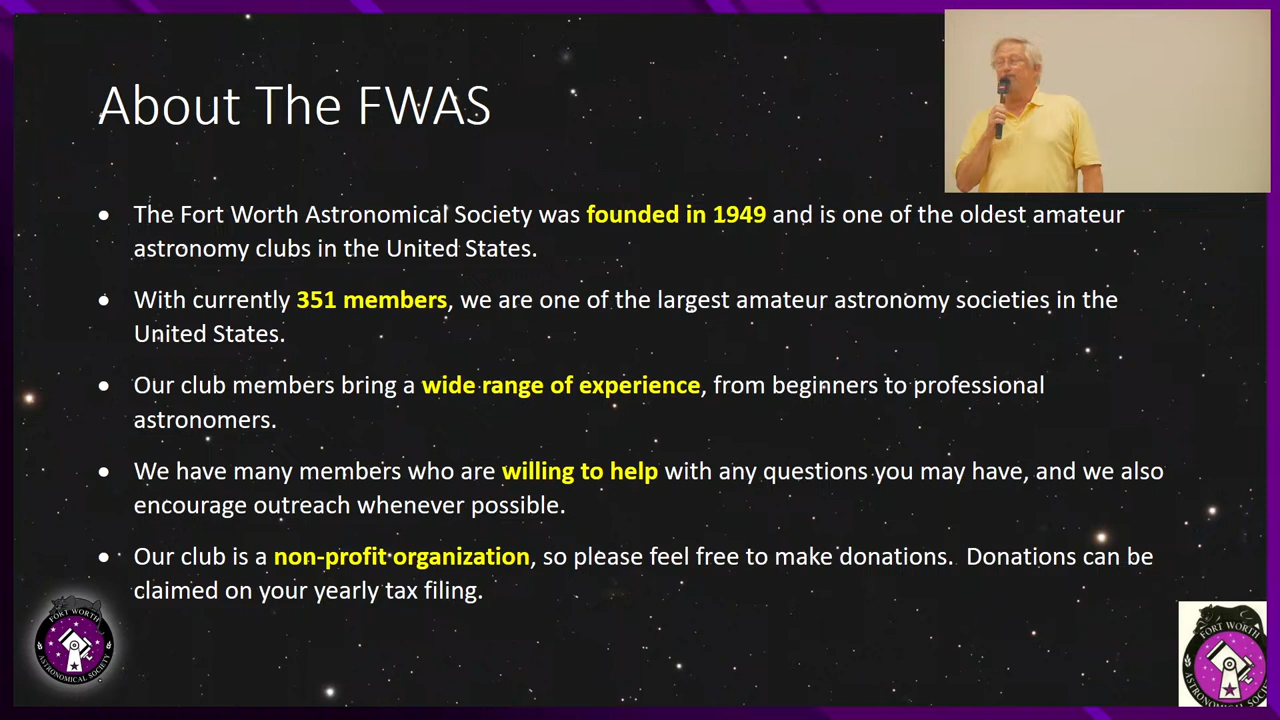 About The FWAS
• The Fort Worth Astronomical Society was founded in 1949 and is one of the oldest amateur
astronomy clubs in the United States.
• With currently 351 members, we are one of the largest amateur astronomy societies in the
United States.
• Our club members bring a wide range of experience, from beginners to professional
astronomers.
• We have many members who are willing to help with any questions you may have, and we also
encourage outreach whenever possible.
• Our club is a non-profit organization, so please feel free to make donations.  Donations can be
claimed on your yearly tax filing.
FORT WORTH
ASTRONOMICAL SOCIETY
FORT WORTH
ASTRONOMICAL SOCIE